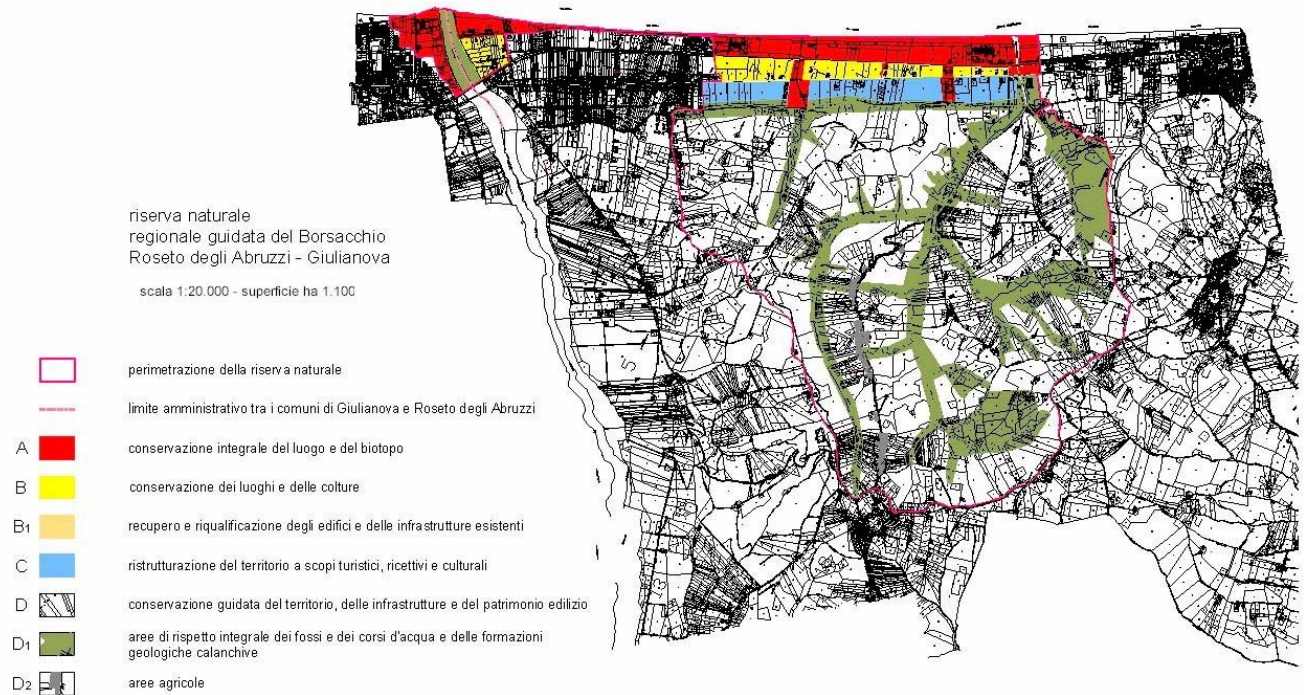 riserva naturale
regionale guidata del Borsacchio
Roseto degli Abruzzi - Giulianova
scala 1:20.000 - superficie ha 1.100
perimetrazione della riserva naturale
limite amministrativo tra i comuni di Giulianova e Roseto degli Abruzzi
A conservazione integrale del luogo e del biotopo
B conservazione dei luoghi e delle colture
B1 recupero e riqualificazione degli edifici e delle infrastrutture esistenti
C ristrutturazione del territorio a scopi turistici, ricettivi e culturali
D conservazione guidata del territorio, delle infrastrutture e del patrimonio edilizio
D1 aree di rispetto integrale dei fossi e dei corsi d'acqua e delle formazioni
geologiche calanchive
D2 aree agricole